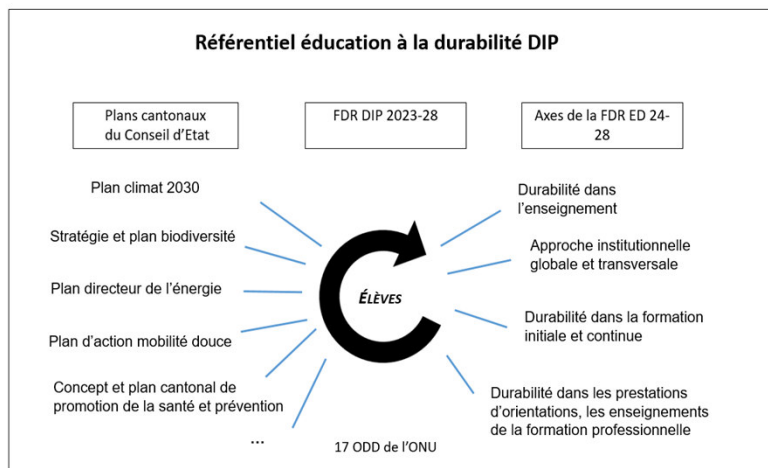 Référentiel éducation à la durabilité DIP
Plans cantonaux
du Conseil d'Etat
FDR DIP 2023-28
Axes de la FDR ED 24-
28
Plan climat 2030
Stratégie et plan biodiversité
Plan directeur de l'énergie
Plan d'action mobilité douce
Concept et plan cantonal de
promotion de la santé et prévention
...
ÉLÈVES
17 ODD de l'ONU
Durabilité dans
l'enseignement
Approche institutionnelle
globale et transversale
Durabilité dans la formation
initiale et continue
Durabilité dans les prestations
d'orientations, les enseignements
de la formation professionnelle